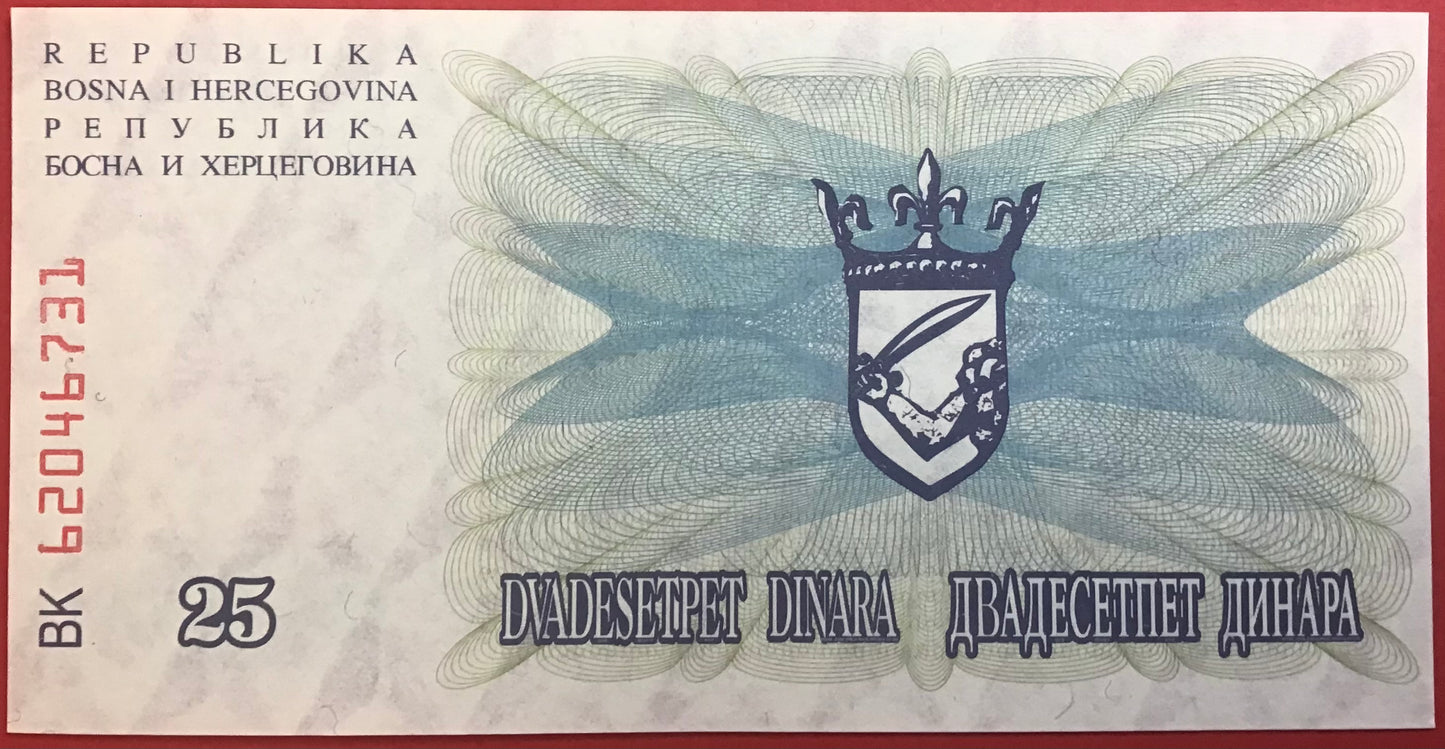 REPUBLIKA
BOSNA I HERCEGOVINA
РЕПУБЛИКА
БОСНА И ХЕРЦЕГОВИНА
BK 62046731
25
DVADESETPET DINARA ДВАДЕСЕТПЕТ ДИНАРА